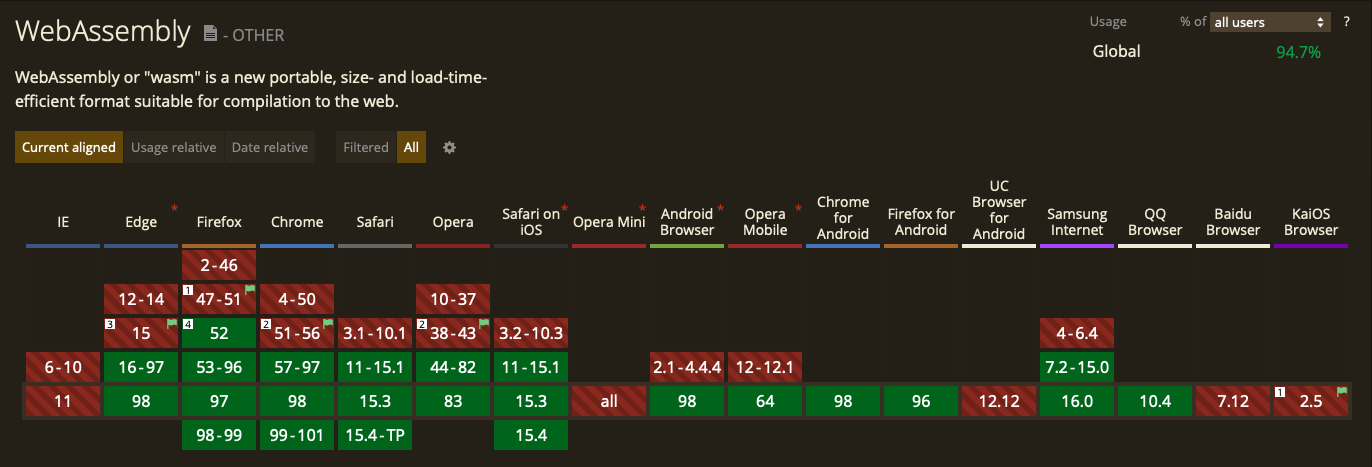 WebAssembly - OTHER
Usage % of all users ?
Global 94.7%
WebAssembly or "wasm" is a new portable, size- and load-time-
efficient format suitable for compilation to the web.
Current aligned Usage relative Date relative Filtered All
IE Edge * Firefox Chrome Safari Opera Safari on iOS * Opera Mini * Android Browser * Opera Mobile * Chrome for Android Firefox for Android UC Browser for Android Samsung Internet QQ Browser Baidu Browser KaiOS Browser
2-46
12-14 1 47-51 4-50 10-37
3 15 4 52 2 51-56 3.1-10.1 2 38-43 3.2-10.3 4-6.4
6-10 16-97 53-96 57-97 11-15.1 44-82 11-15.1 2.1-4.4.4 12-12.1 7.2-15.0
11 98 97 98 15.3 83 15.3 all 98 64 98 96 12.12 16.0 10.4 7.12 1 2.5
98-99 99-101 15.4-TP 15.4